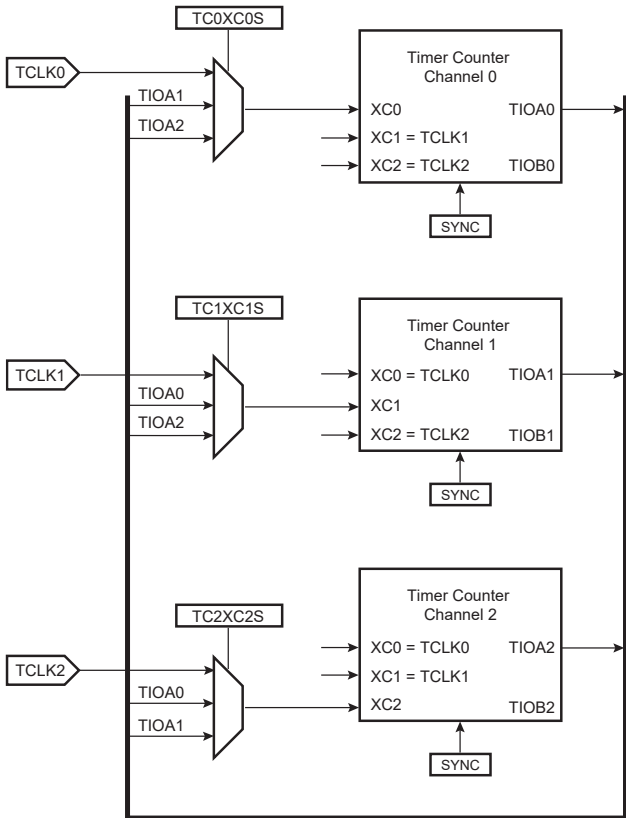 TC0XC0S
TCLK0
TIOA1
TIOA2
Timer Counter
Channel 0
XC0 TIOA0
XC1 = TCLK1
XC2 = TCLK2 TIOB0
SYNC
TC1XC1S
TCLK1
TIOA0
TIOA2
Timer Counter
Channel 1
XC0 = TCLK0 TIOA1
XC1
XC2 = TCLK2 TIOB1
SYNC
TC2XC2S
TCLK2
TIOA0
TIOA1
Timer Counter
Channel 2
XC0 = TCLK0 TIOA2
XC1 = TCLK1
XC2 TIOB2
SYNC